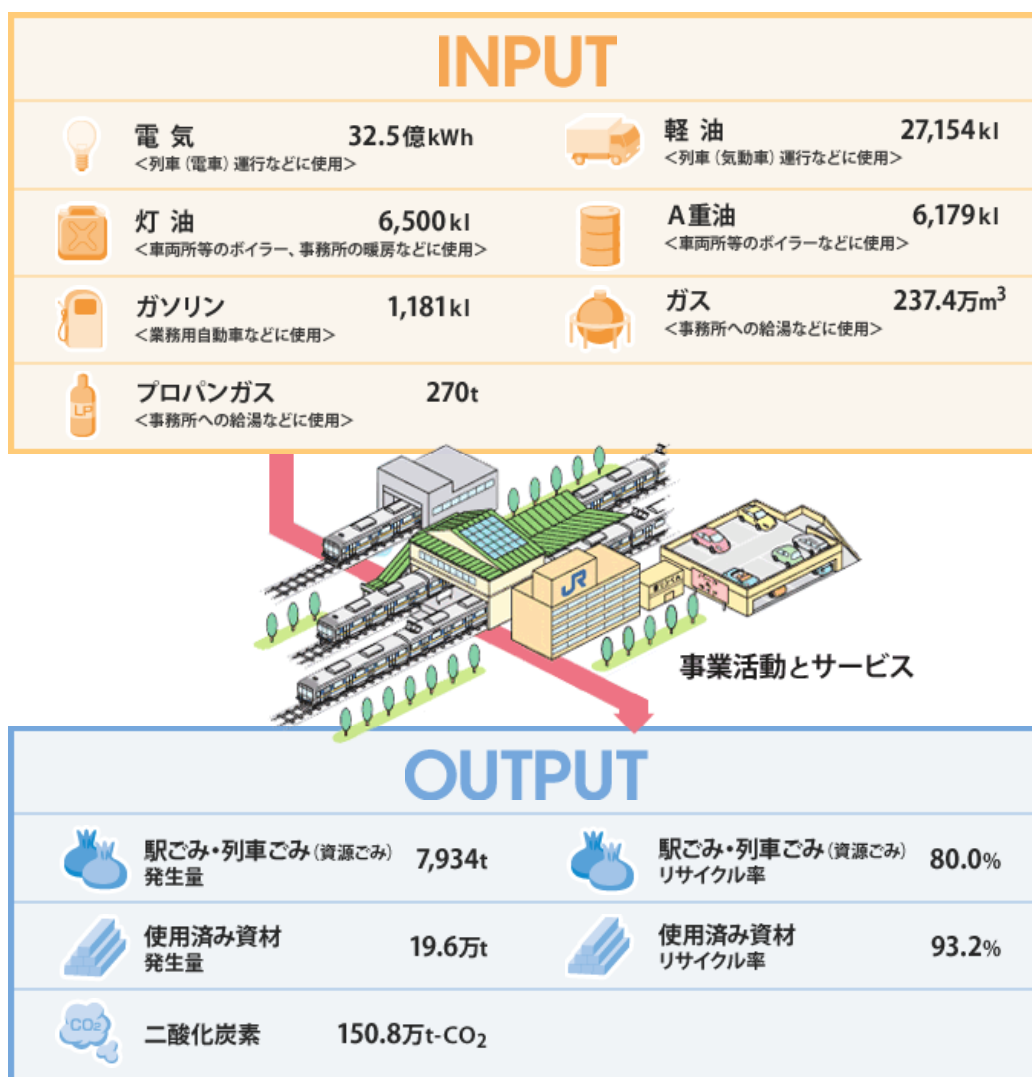 INPUT
電 気 32.5億kWh
<列車（電車）運行などに使用>
軽 油 27,154kl
<列車（気動車）運行などに使用>
灯 油 6,500kl
<車両所等のボイラー、事務所の暖房などに使用>
A重油 6,179kl
<車両所等のボイラーなどに使用>
ガソリン 1,181kl
<業務用自動車などに使用>
ガス 237.4万m³
<事務所への給湯などに使用>
LP
プロパンガス 270t
<事務所への給湯などに使用>
JR
事業活動とサービス
OUTPUT
駅ごみ・列車ごみ（資源ごみ） 7,934t
発生量
駅ごみ・列車ごみ（資源ごみ） 80.0%
リサイクル率
使用済み資材 19.6万t
発生量
使用済み資材 93.2%
リサイクル率
CO₂
二酸化炭素 150.8万t-CO₂